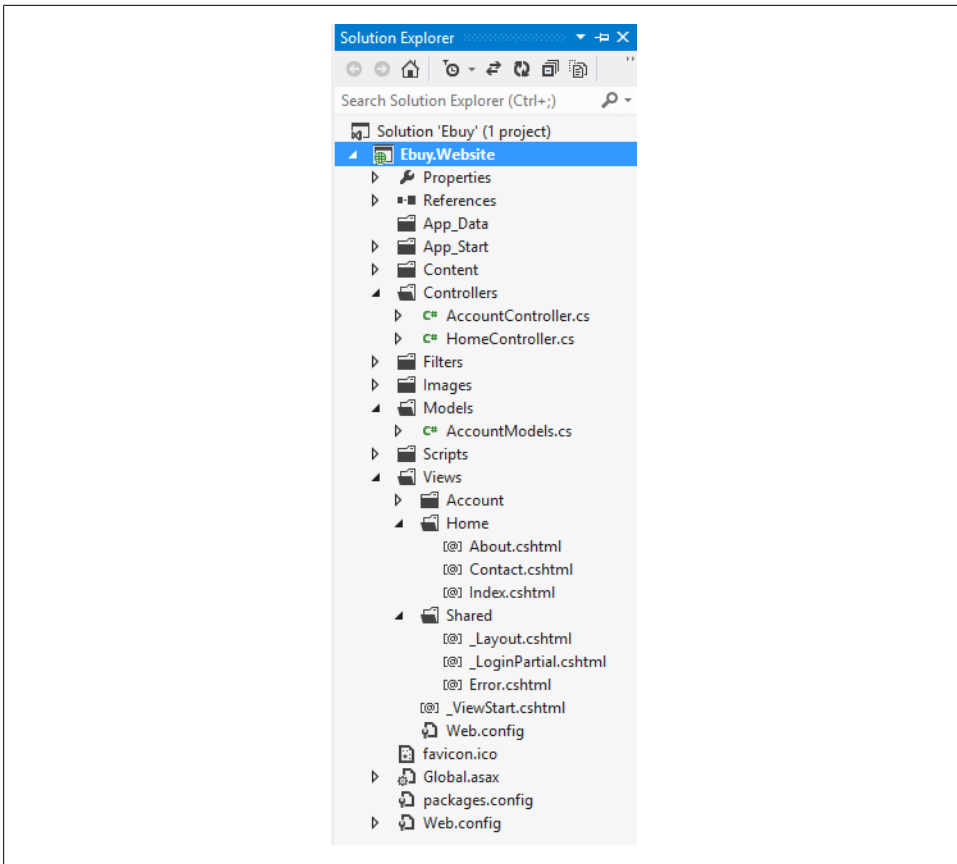 Solution Explorer
Search Solution Explorer (Ctrl+;)
Solution 'Ebuy' (1 project)
Ebuy.Website
Properties
References
App_Data
App_Start
Content
Controllers
C# AccountController.cs
C# HomeController.cs
Filters
Images
Models
C# AccountModels.cs
Scripts
Views
Account
Home
[@] About.cshtml
[@] Contact.cshtml
[@] Index.cshtml
Shared
[@] _Layout.cshtml
[@] _LoginPartial.cshtml
[@] Error.cshtml
[@] _ViewStart.cshtml
Web.config
favicon.ico
Global.asax
packages.config
Web.config